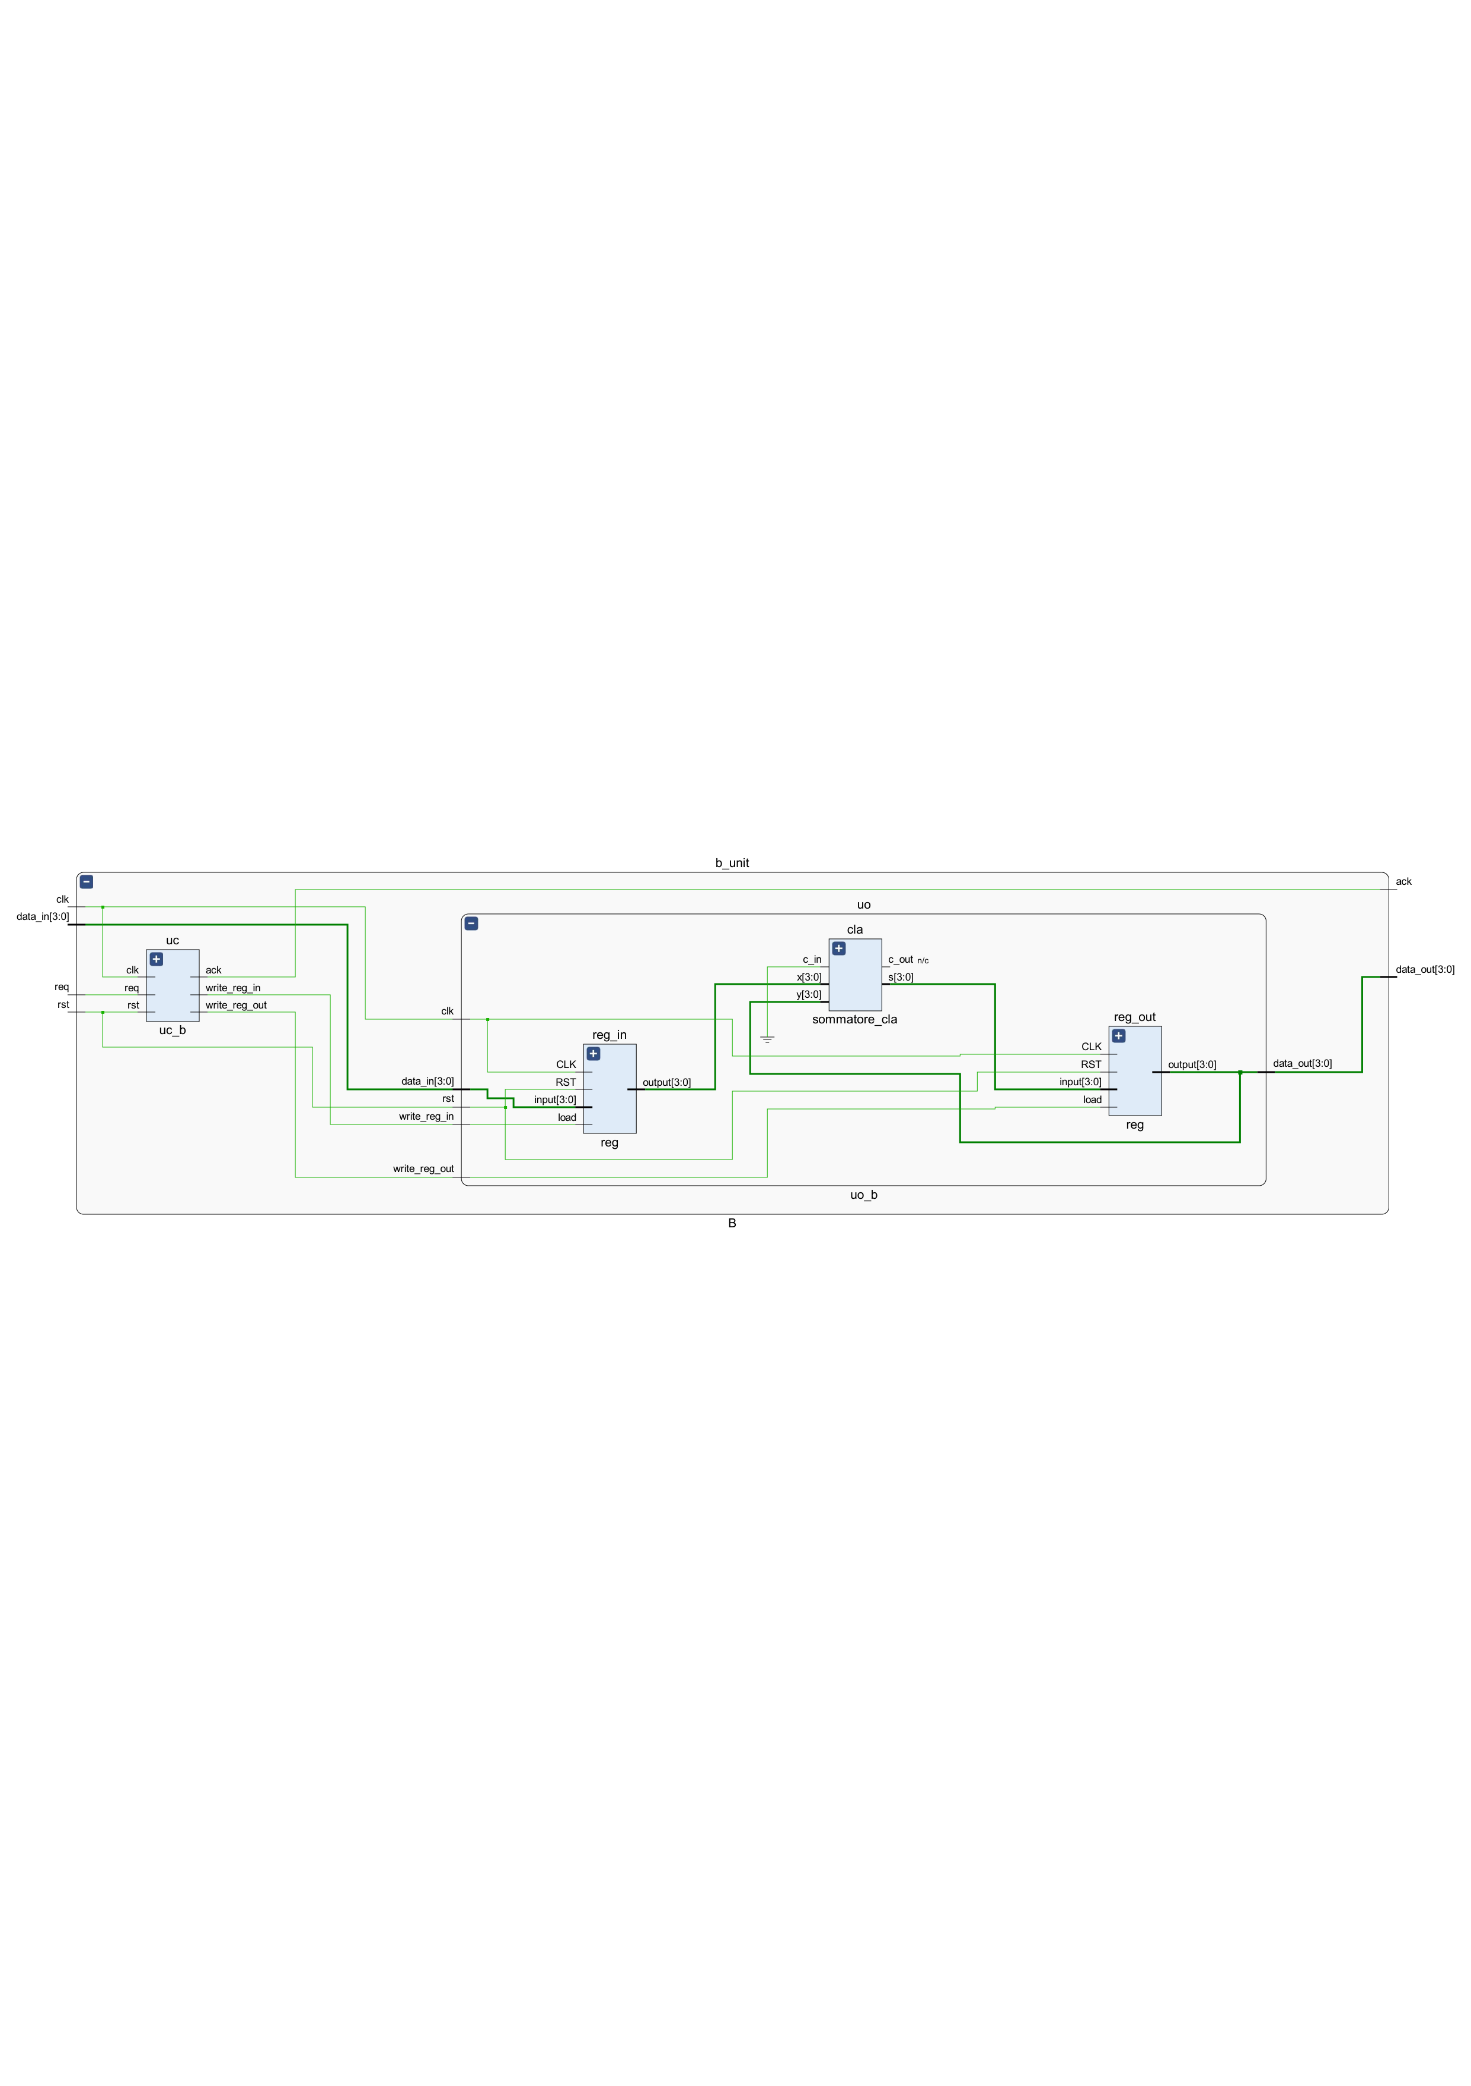 b_unit
ack
clk
uo
data_in[3:0]
cla
uc
c_in
c_out n/c
clk
ack
x[3:0]
s[3:0]
data_out[3:0]
req
req
write_reg_in
y[3:0]
rst
rst
write_reg_out
clk
sommatore_cla
reg_out
uc_b
reg_in
CLK
CLK
RST
output[3:0]
data_out[3:0]
data_in[3:0]
RST
output[3:0]
input[3:0]
rst
input[3:0]
load
write_reg_in
load
reg
reg
write_reg_out
uo_b
B